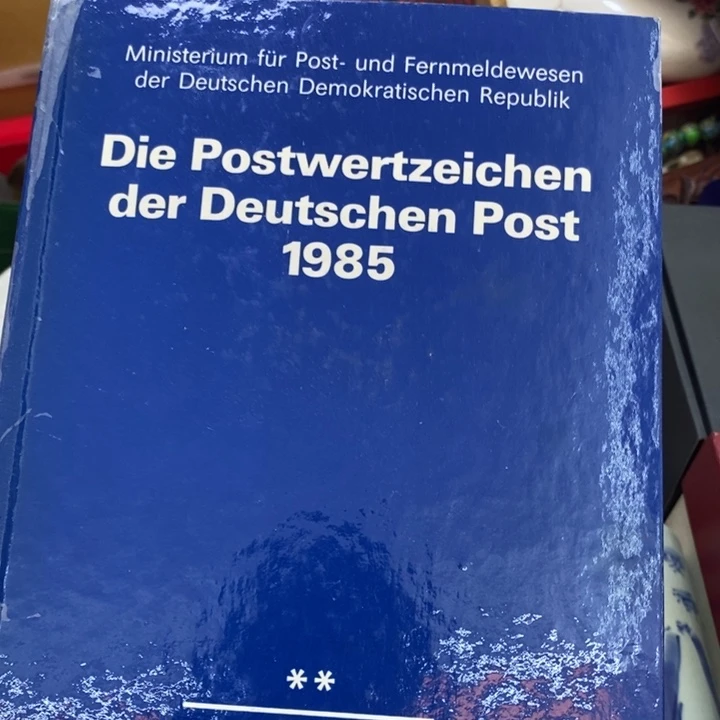 Ministerium für Post- und Fernmeldewesen
der Deutschen Demokratischen Republik
Die Postwertzeichen
der Deutschen Post
1985
**